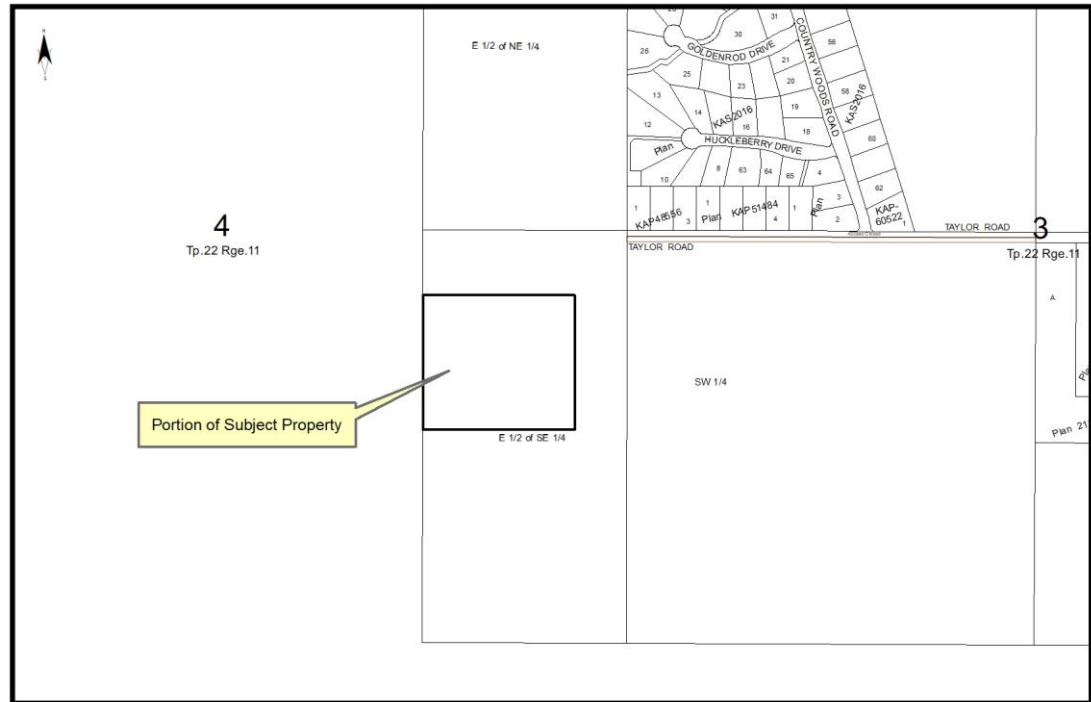 N
S
E 1/2 of NE 1/4
31
30
56
26
GOLDENROD DRIVE
COUNTRY WOODS ROAD
21
25
23
20
58
13
KAS2016
14
KAS2016
19
12
16
18
60
Plan
HUCKLEBERRY DRIVE
10
8
63
64
65
4
62
1
KAP48556
3
1
Plan
KAP51484
4
1
Plan
3
2
KAP-
60522
1
4
Tp.22 Rge.11
TAYLOR ROAD
TAYLOR ROAD
3
Tp.22 Rge.11
A
SW 1/4
Portion of Subject Property
E 1/2 of SE 1/4
Plan 21